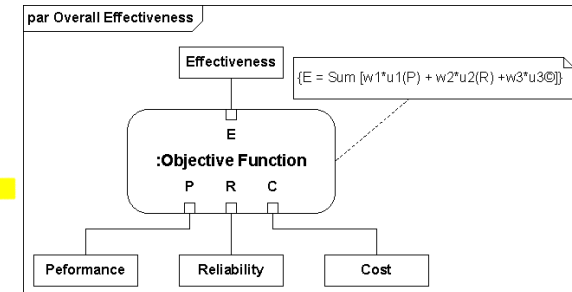 par Overall Effectiveness
Effectiveness
{E = Sum [w1*u1(P) + w2*u2(R) +w3*u3©]}
E
:Objective Function
P R C
Peformance Reliability Cost